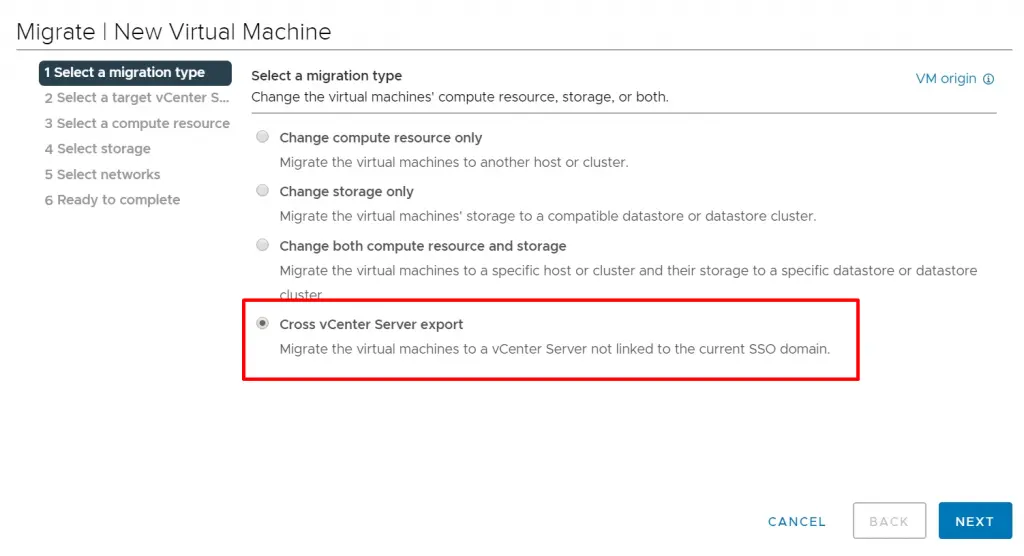 Migrate | New Virtual Machine
1 Select a migration type
2 Select a target vCenter S...
3 Select a compute resource
4 Select storage
5 Select networks
6 Ready to complete
Select a migration type
VM origin
Change the virtual machines' compute resource, storage, or both.
Change compute resource only
Migrate the virtual machines to another host or cluster.
Change storage only
Migrate the virtual machines' storage to a compatible datastore or datastore cluster.
Change both compute resource and storage
Migrate the virtual machines to a specific host or cluster and their storage to a specific datastore or datastore
cluster.
Cross vCenter Server export
Migrate the virtual machines to a vCenter Server not linked to the current SSO domain.
CANCEL
BACK
NEXT